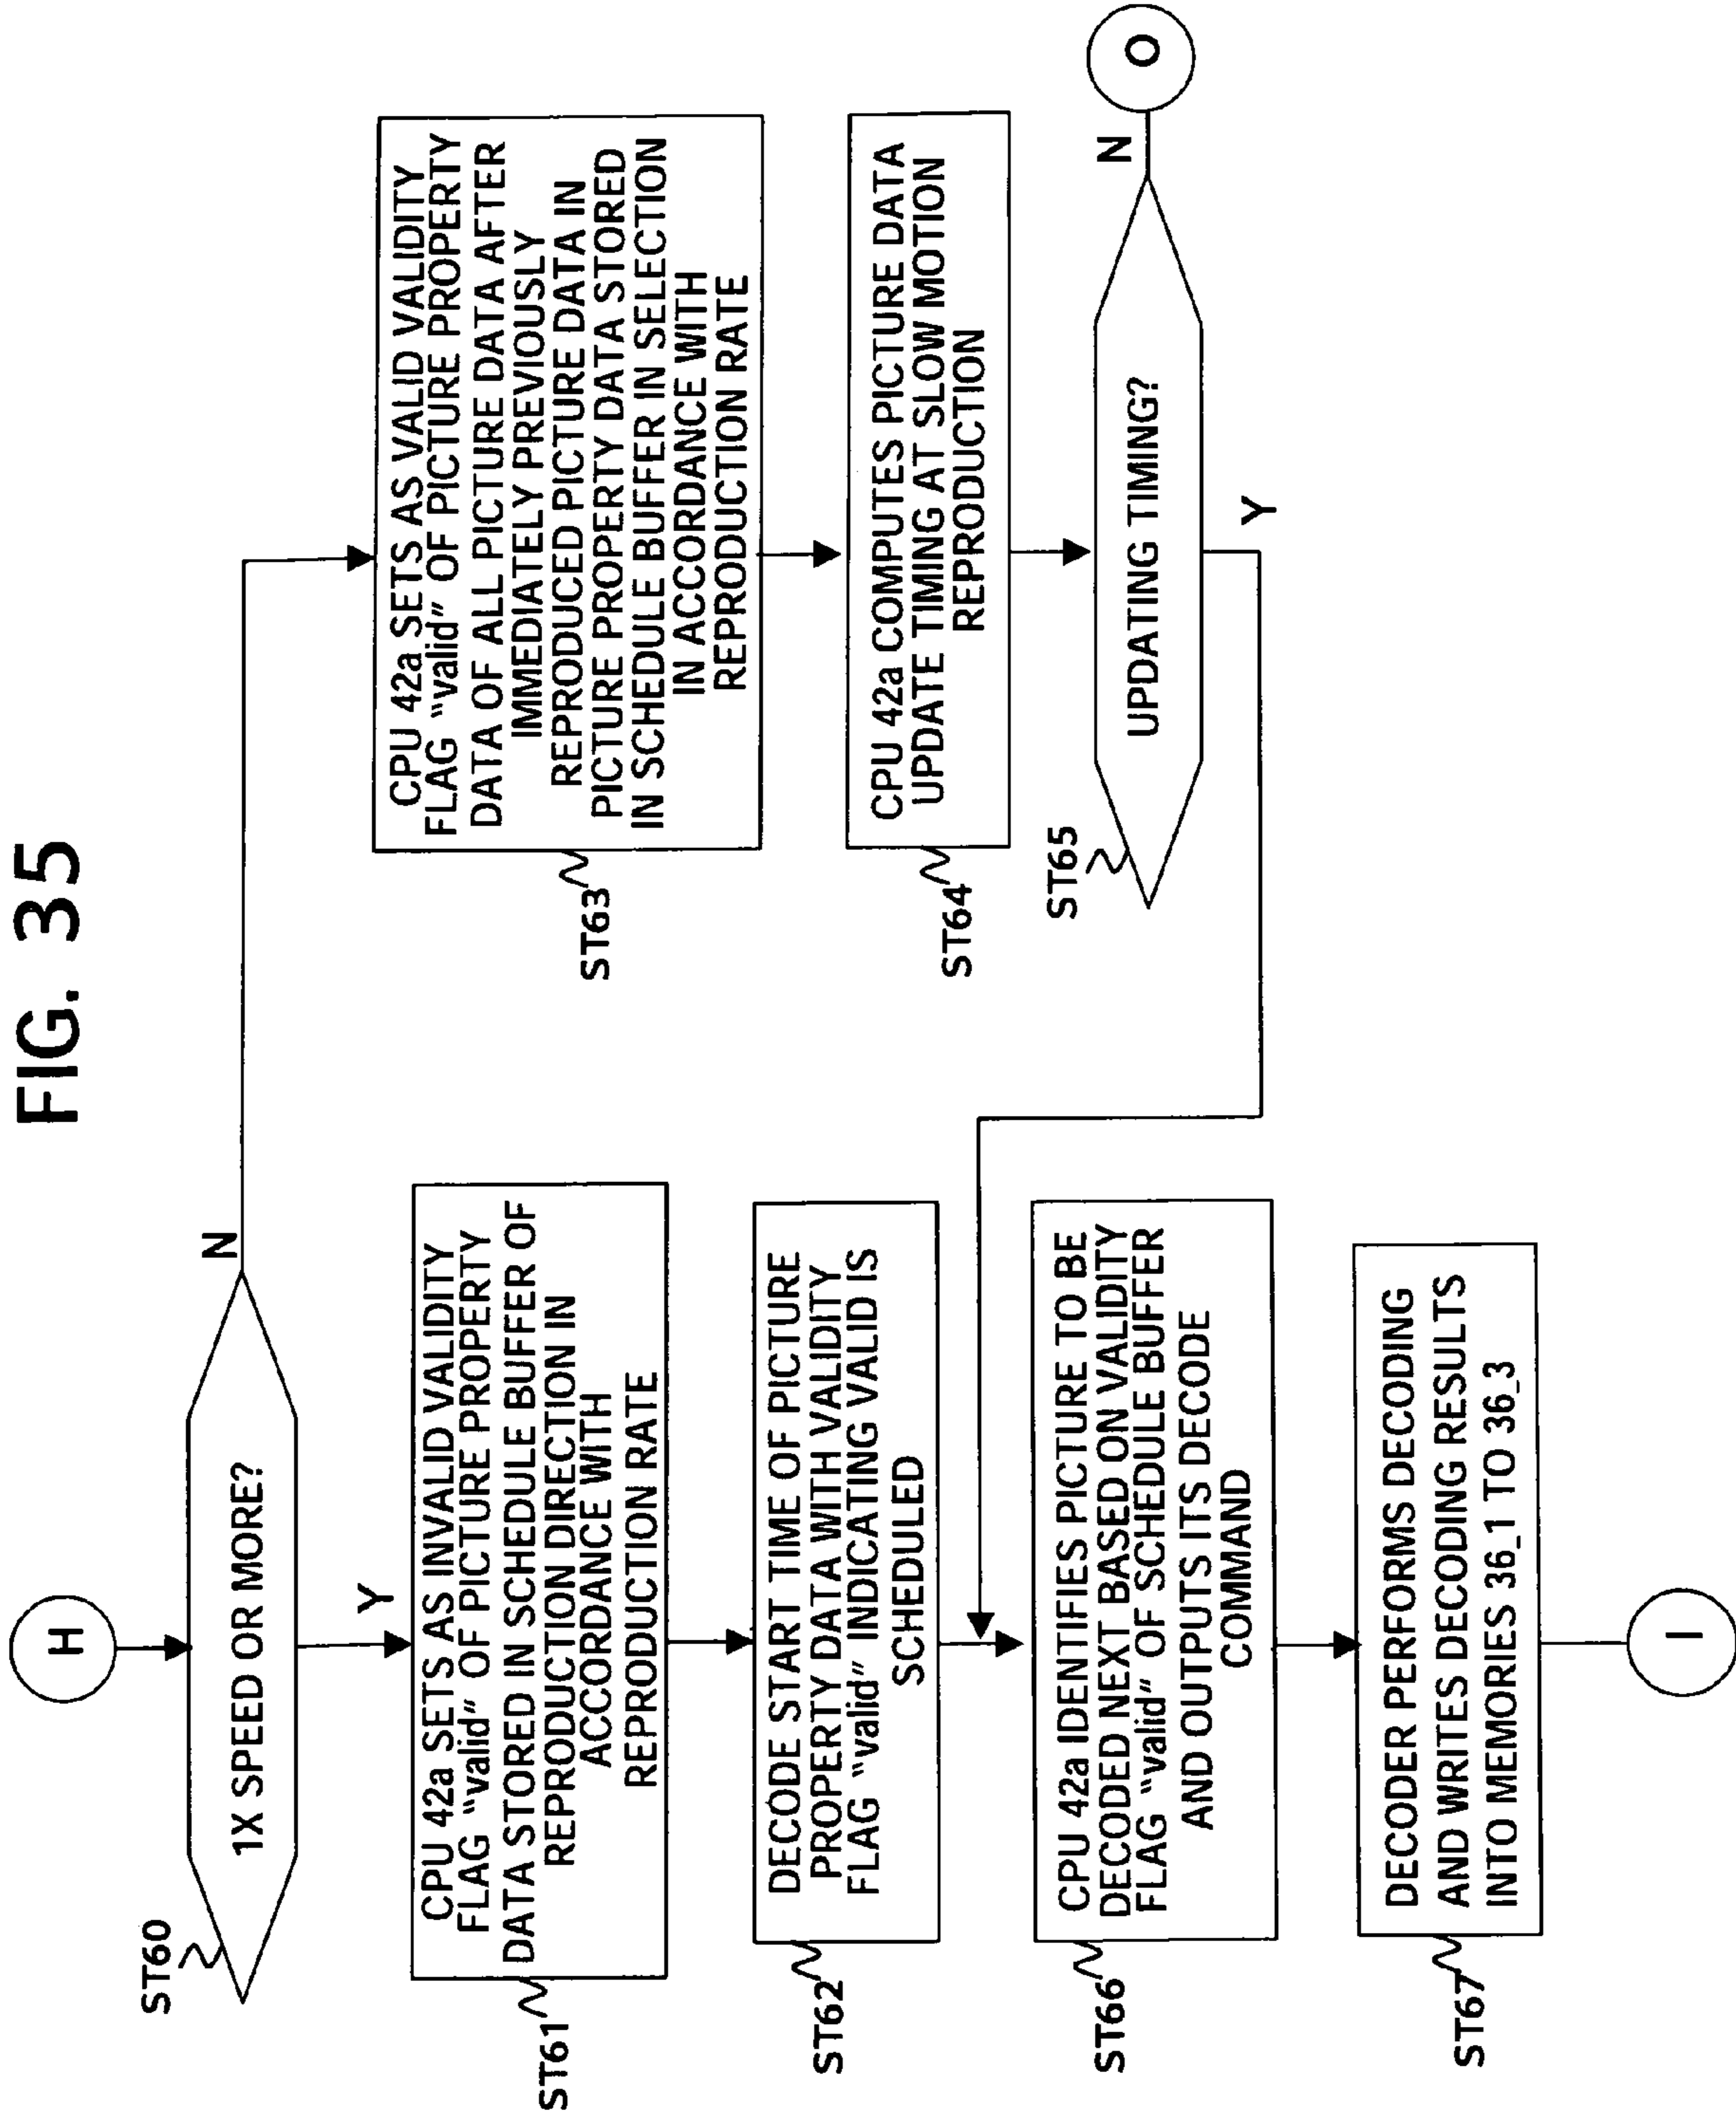 FIG. 35
H
ST60
1X SPEED OR MORE?
N
Y
ST61
CPU 42a SETS AS INVALID VALIDITY
FLAG "valid" OF PICTURE PROPERTY
DATA STORED IN SCHEDULE BUFFER OF
REPRODUCTION DIRECTION IN
ACCORDANCE WITH
REPRODUCTION RATE
ST62
DECODE START TIME OF PICTURE
PROPERTY DATA WITH VALIDITY
FLAG "valid" INDICATING VALID IS
SCHEDULED
ST63
CPU 42a SETS AS VALID VALIDITY
FLAG "valid" OF PICTURE PROPERTY
DATA OF ALL PICTURE DATA AFTER
IMMEDIATELY PREVIOUSLY
REPRODUCED PICTURE DATA IN
PICTURE PROPERTY DATA STORED
IN SCHEDULE BUFFER IN SELECTION
IN ACCORDANCE WITH
REPRODUCTION RATE
ST64
CPU 42a COMPUTES PICTURE DATA
UPDATE TIMING AT SLOW MOTION
REPRODUCTION
ST65
UPDATING TIMING?
N
O
Y
ST66
CPU 42a IDENTIFIES PICTURE TO BE
DECODED NEXT BASED ON VALIDITY
FLAG "valid" OF SCHEDULE BUFFER
AND OUTPUTS ITS DECODE
COMMAND
ST67
DECODER PERFORMS DECODING
AND WRITES DECODING RESULTS
INTO MEMORIES 36_1 TO 36_3
I